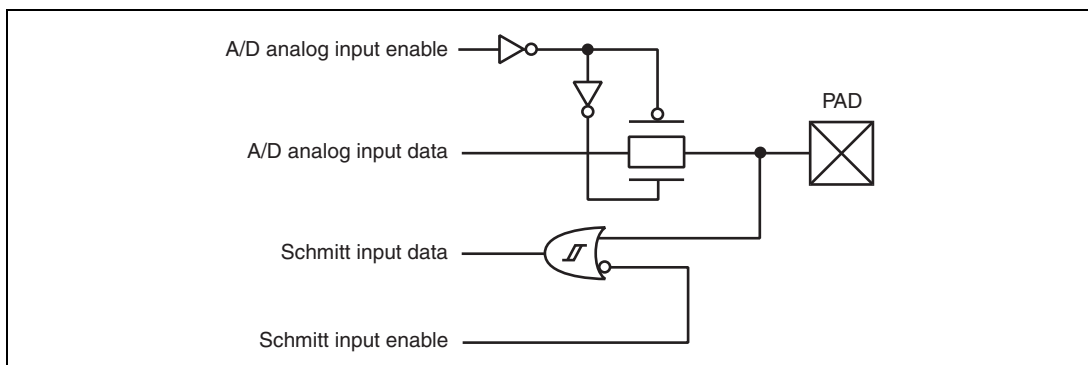 A/D analog input enable
PAD
A/D analog input data
Schmitt input data
Schmitt input enable